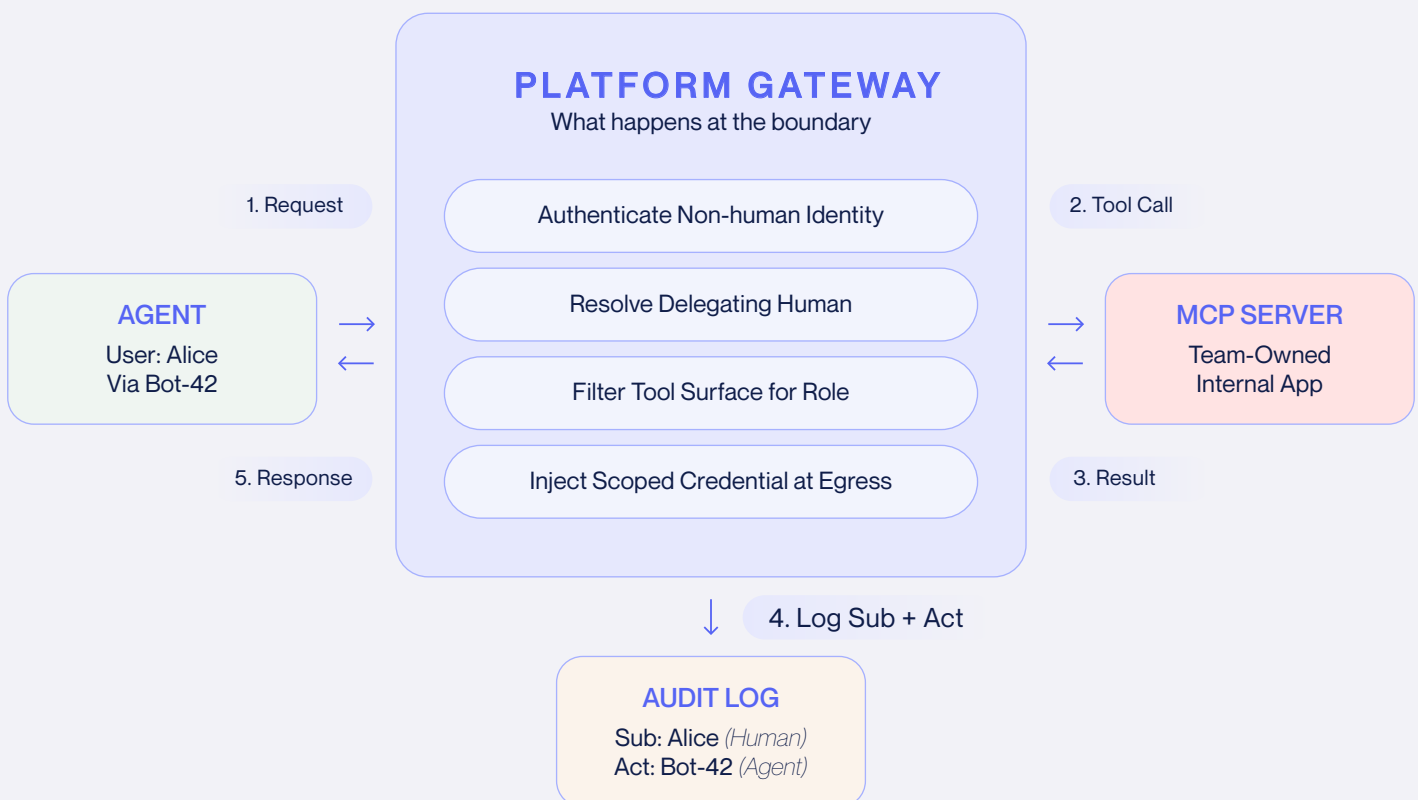 PLATFORM GATEWAY
What happens at the boundary
Authenticate Non-human Identity
Resolve Delegating Human
Filter Tool Surface for Role
Inject Scoped Credential at Egress
1. Request
AGENT
User: Alice
Via Bot-42
5. Response
2. Tool Call
MCP SERVER
Team-Owned
Internal App
3. Result
4. Log Sub + Act
AUDIT LOG
Sub: Alice (Human)
Act: Bot-42 (Agent)